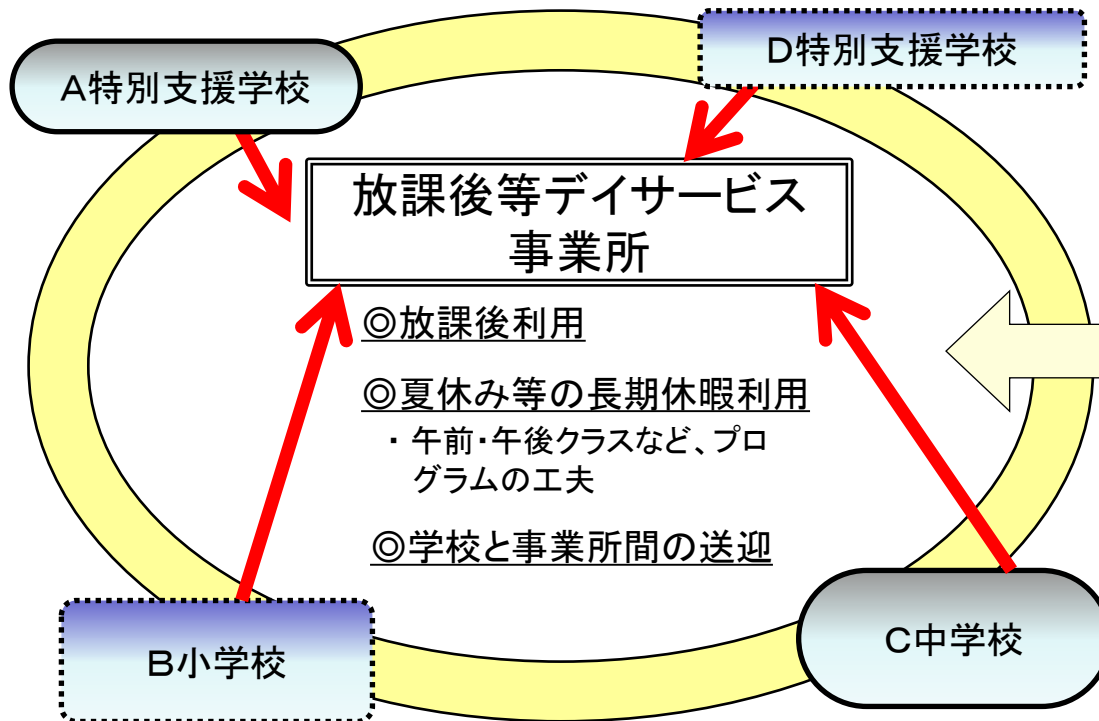 A特別支援学校
D特別支援学校
放課後等デイサービス
事業所
◎放課後利用
◎夏休み等の長期休暇利用
・ 午前・午後クラスなど、プロ
グラムの工夫
◎学校と事業所間の送迎
B小学校
C中学校